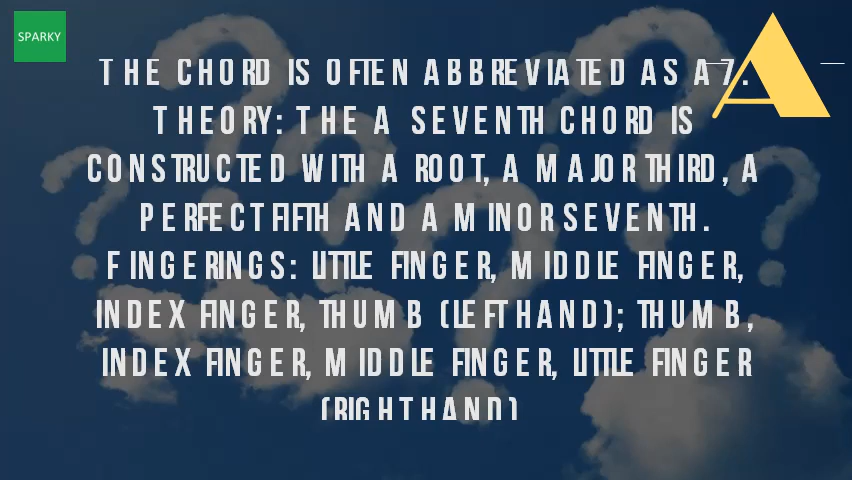 SPARKY
A
THE CHORD IS OFTEN ABBREVIATED AS A7.
THEORY: THE A SEVENTH CHORD IS
CONSTRUCTED WITH A ROOT, A MAJOR THIRD, A
PERFECT FIFTH AND A MINOR SEVENTH.
FINGERINGS: LITTLE FINGER, MIDDLE FINGER,
INDEX FINGER, THUMB (LEFT HAND); THUMB,
INDEX FINGER, MIDDLE FINGER, LITTLE FINGER
(RIGHT HAND)